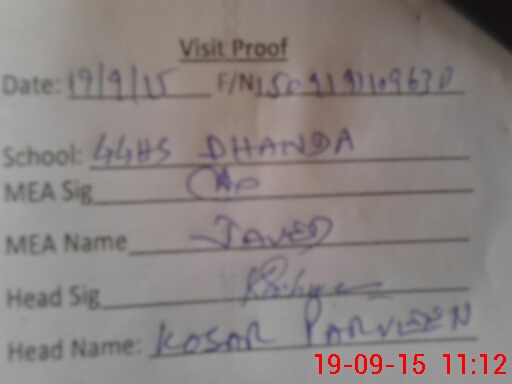 Visit Proof
Date: 19/9/15 F/N 150919109630
School: GGHS DHANDA
MEA Sig
MEA Name JAVED
Head Sig
Head Name: KOSAR PARVEEN
19-09-15 11:12